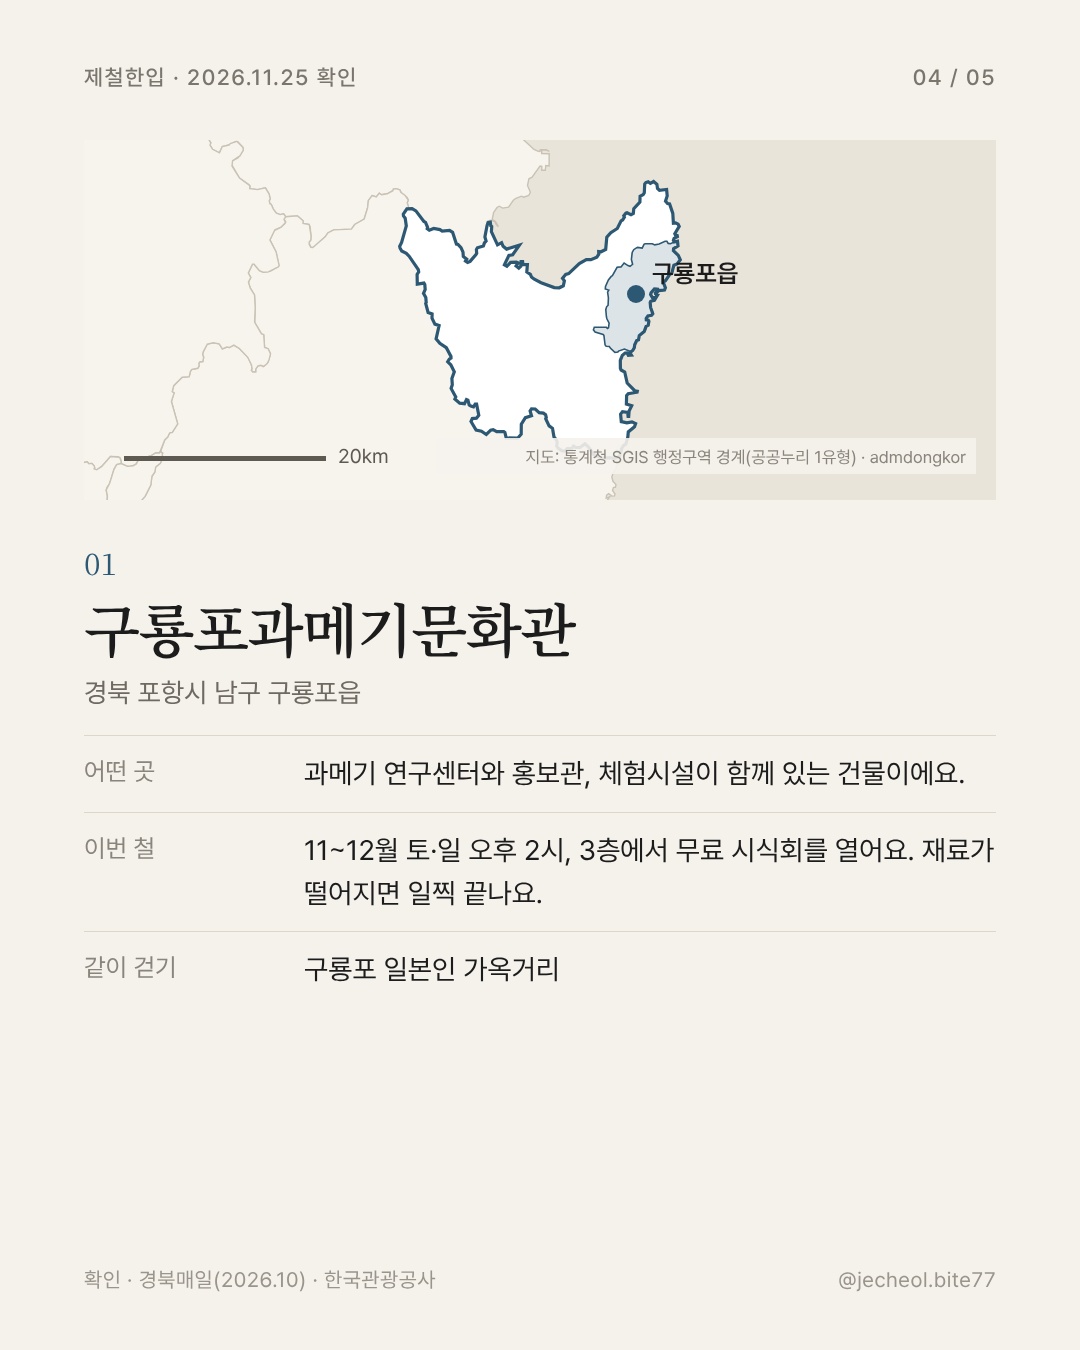 제철한입 · 2026.11.25 확인
04 / 05
구룡포읍
20km
지도: 통계청 SGIS 행정구역 경계(공공누리 1유형) · admdongkor
01
구룡포과메기문화관
경북 포항시 남구 구룡포읍
어떤 곳
과메기 연구센터와 홍보관, 체험시설이 함께 있는 건물이에요.
이번 철
11~12월 토·일 오후 2시, 3층에서 무료 시식회를 열어요. 재료가
떨어지면 일찍 끝나요.
같이 걷기
구룡포 일본인 가옥거리
확인 · 경북매일(2026.10) · 한국관광공사
@jecheol.bite77